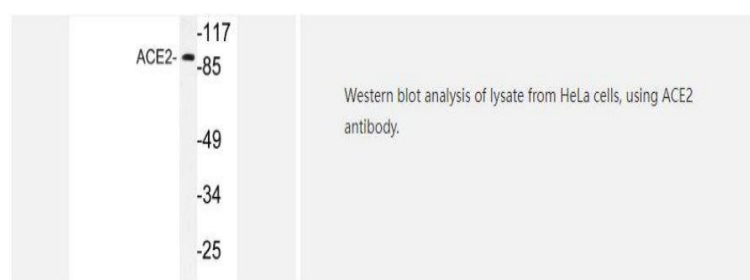 -117
ACE2-
-85
-49
-34
-25
Western blot analysis of lysate from HeLa cells, using ACE2
antibody.